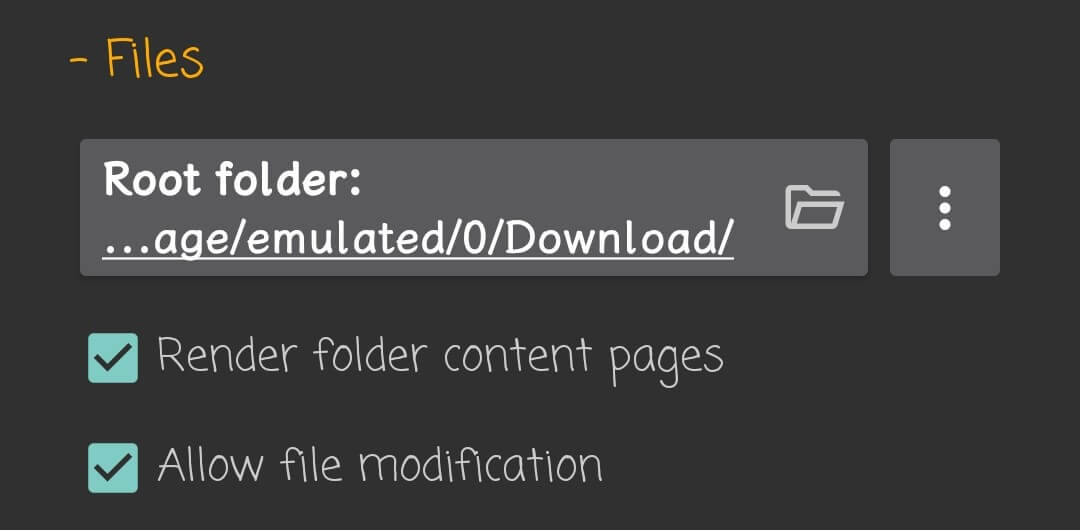 - Files
Root folder:
...age/emulated/0/Download/
Render folder content pages
Allow file modification